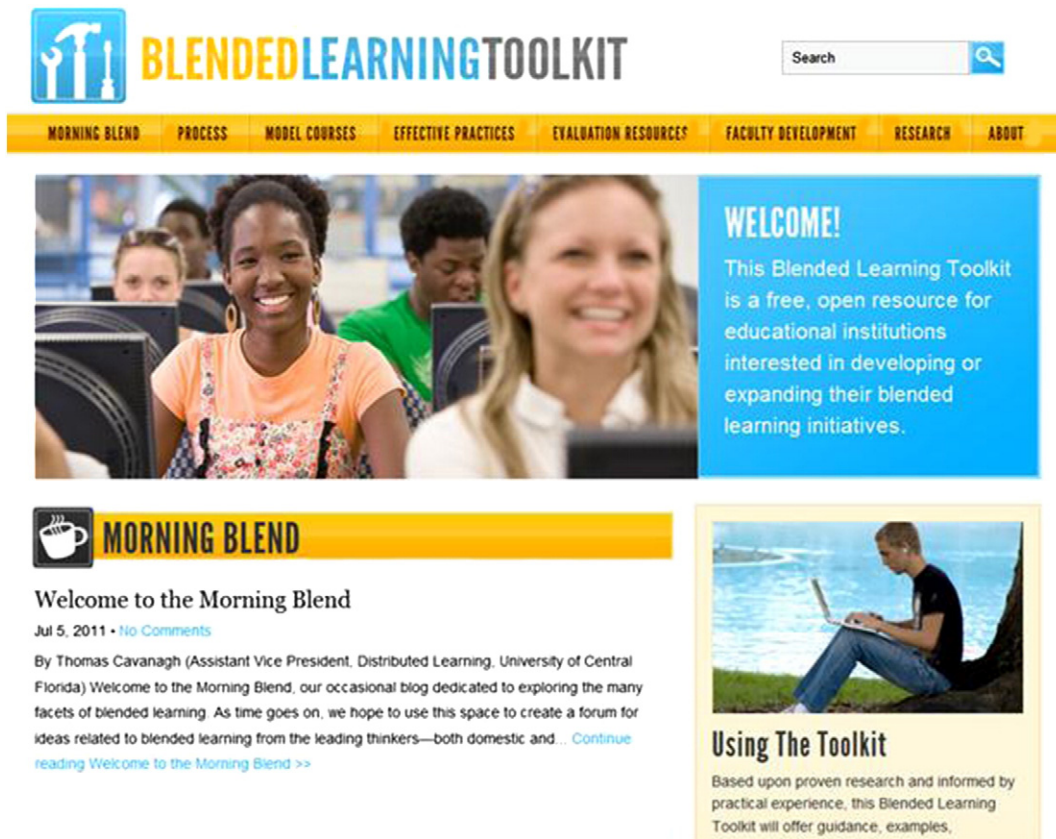 BLENDEDLEARNINGTOOLKIT
Search
MORNING BLEND PROCESS MODEL COURSES EFFECTIVE PRACTICES EVALUATION RESOURCES FACULTY DEVELOPMENT RESEARCH ABOUT
WELCOME!
This Blended Learning Toolkit
is a free, open resource for
educational institutions
interested in developing or
expanding their blended
learning initiatives.
MORNING BLEND
Welcome to the Morning Blend
Jul 5, 2011 • No Comments
By Thomas Cavanagh (Assistant Vice President, Distributed Learning, University of Central
Florida) Welcome to the Morning Blend, our occasional blog dedicated to exploring the many
facets of blended learning. As time goes on, we hope to use this space to create a forum for
ideas related to blended learning from the leading thinkers—both domestic and... Continue
reading Welcome to the Morning Blend >>
Using The Toolkit
Based upon proven research and informed by
practical experience, this Blended Learning
Toolkit will offer guidance, examples,